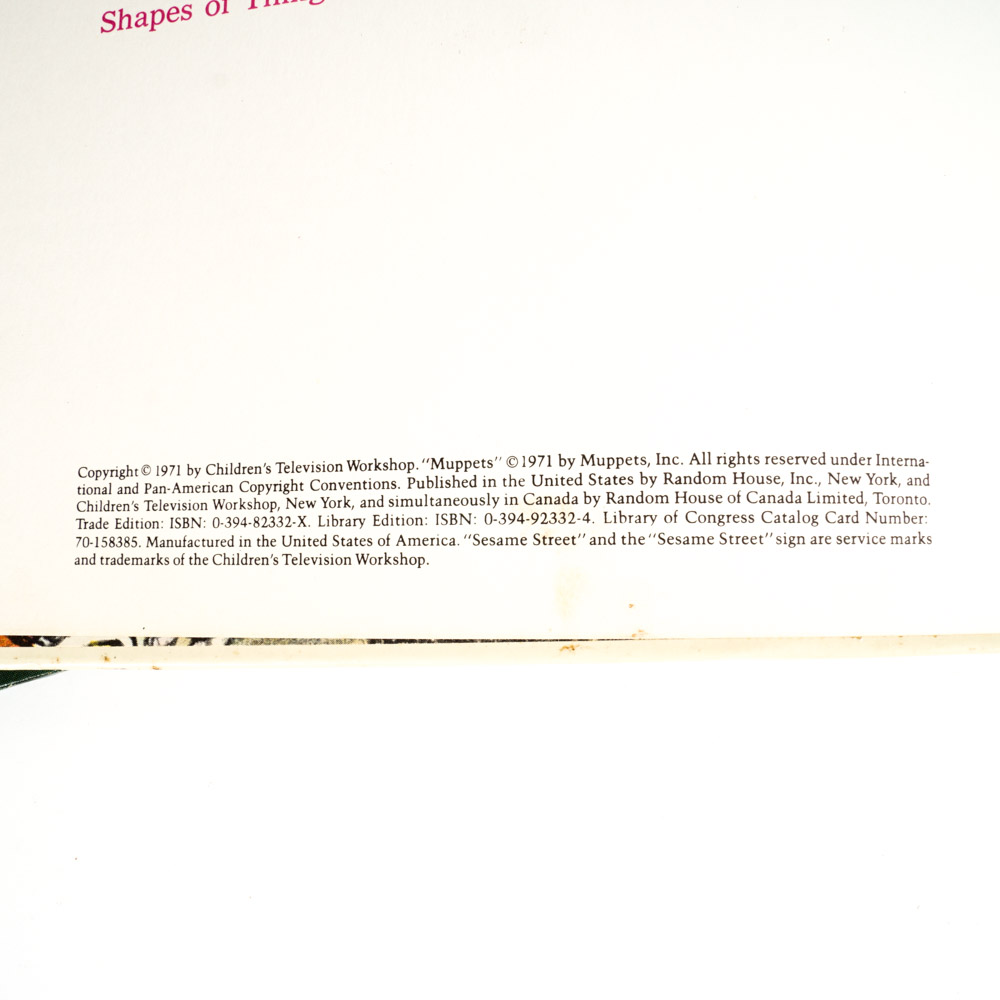 Shapes of Things
Copyright © 1971 by Children's Television Workshop. "Muppets" © 1971 by Muppets, Inc. All rights reserved under Interna-
tional and Pan-American Copyright Conventions. Published in the United States by Random House, Inc., New York, and
Children's Television Workshop, New York, and simultaneously in Canada by Random House of Canada Limited, Toronto.
Trade Edition: ISBN: 0-394-82332-X. Library Edition: ISBN: 0-394-92332-4. Library of Congress Catalog Card Number:
70-158385. Manufactured in the United States of America. "Sesame Street" and the "Sesame Street" sign are service marks
and trademarks of the Children's Television Workshop.